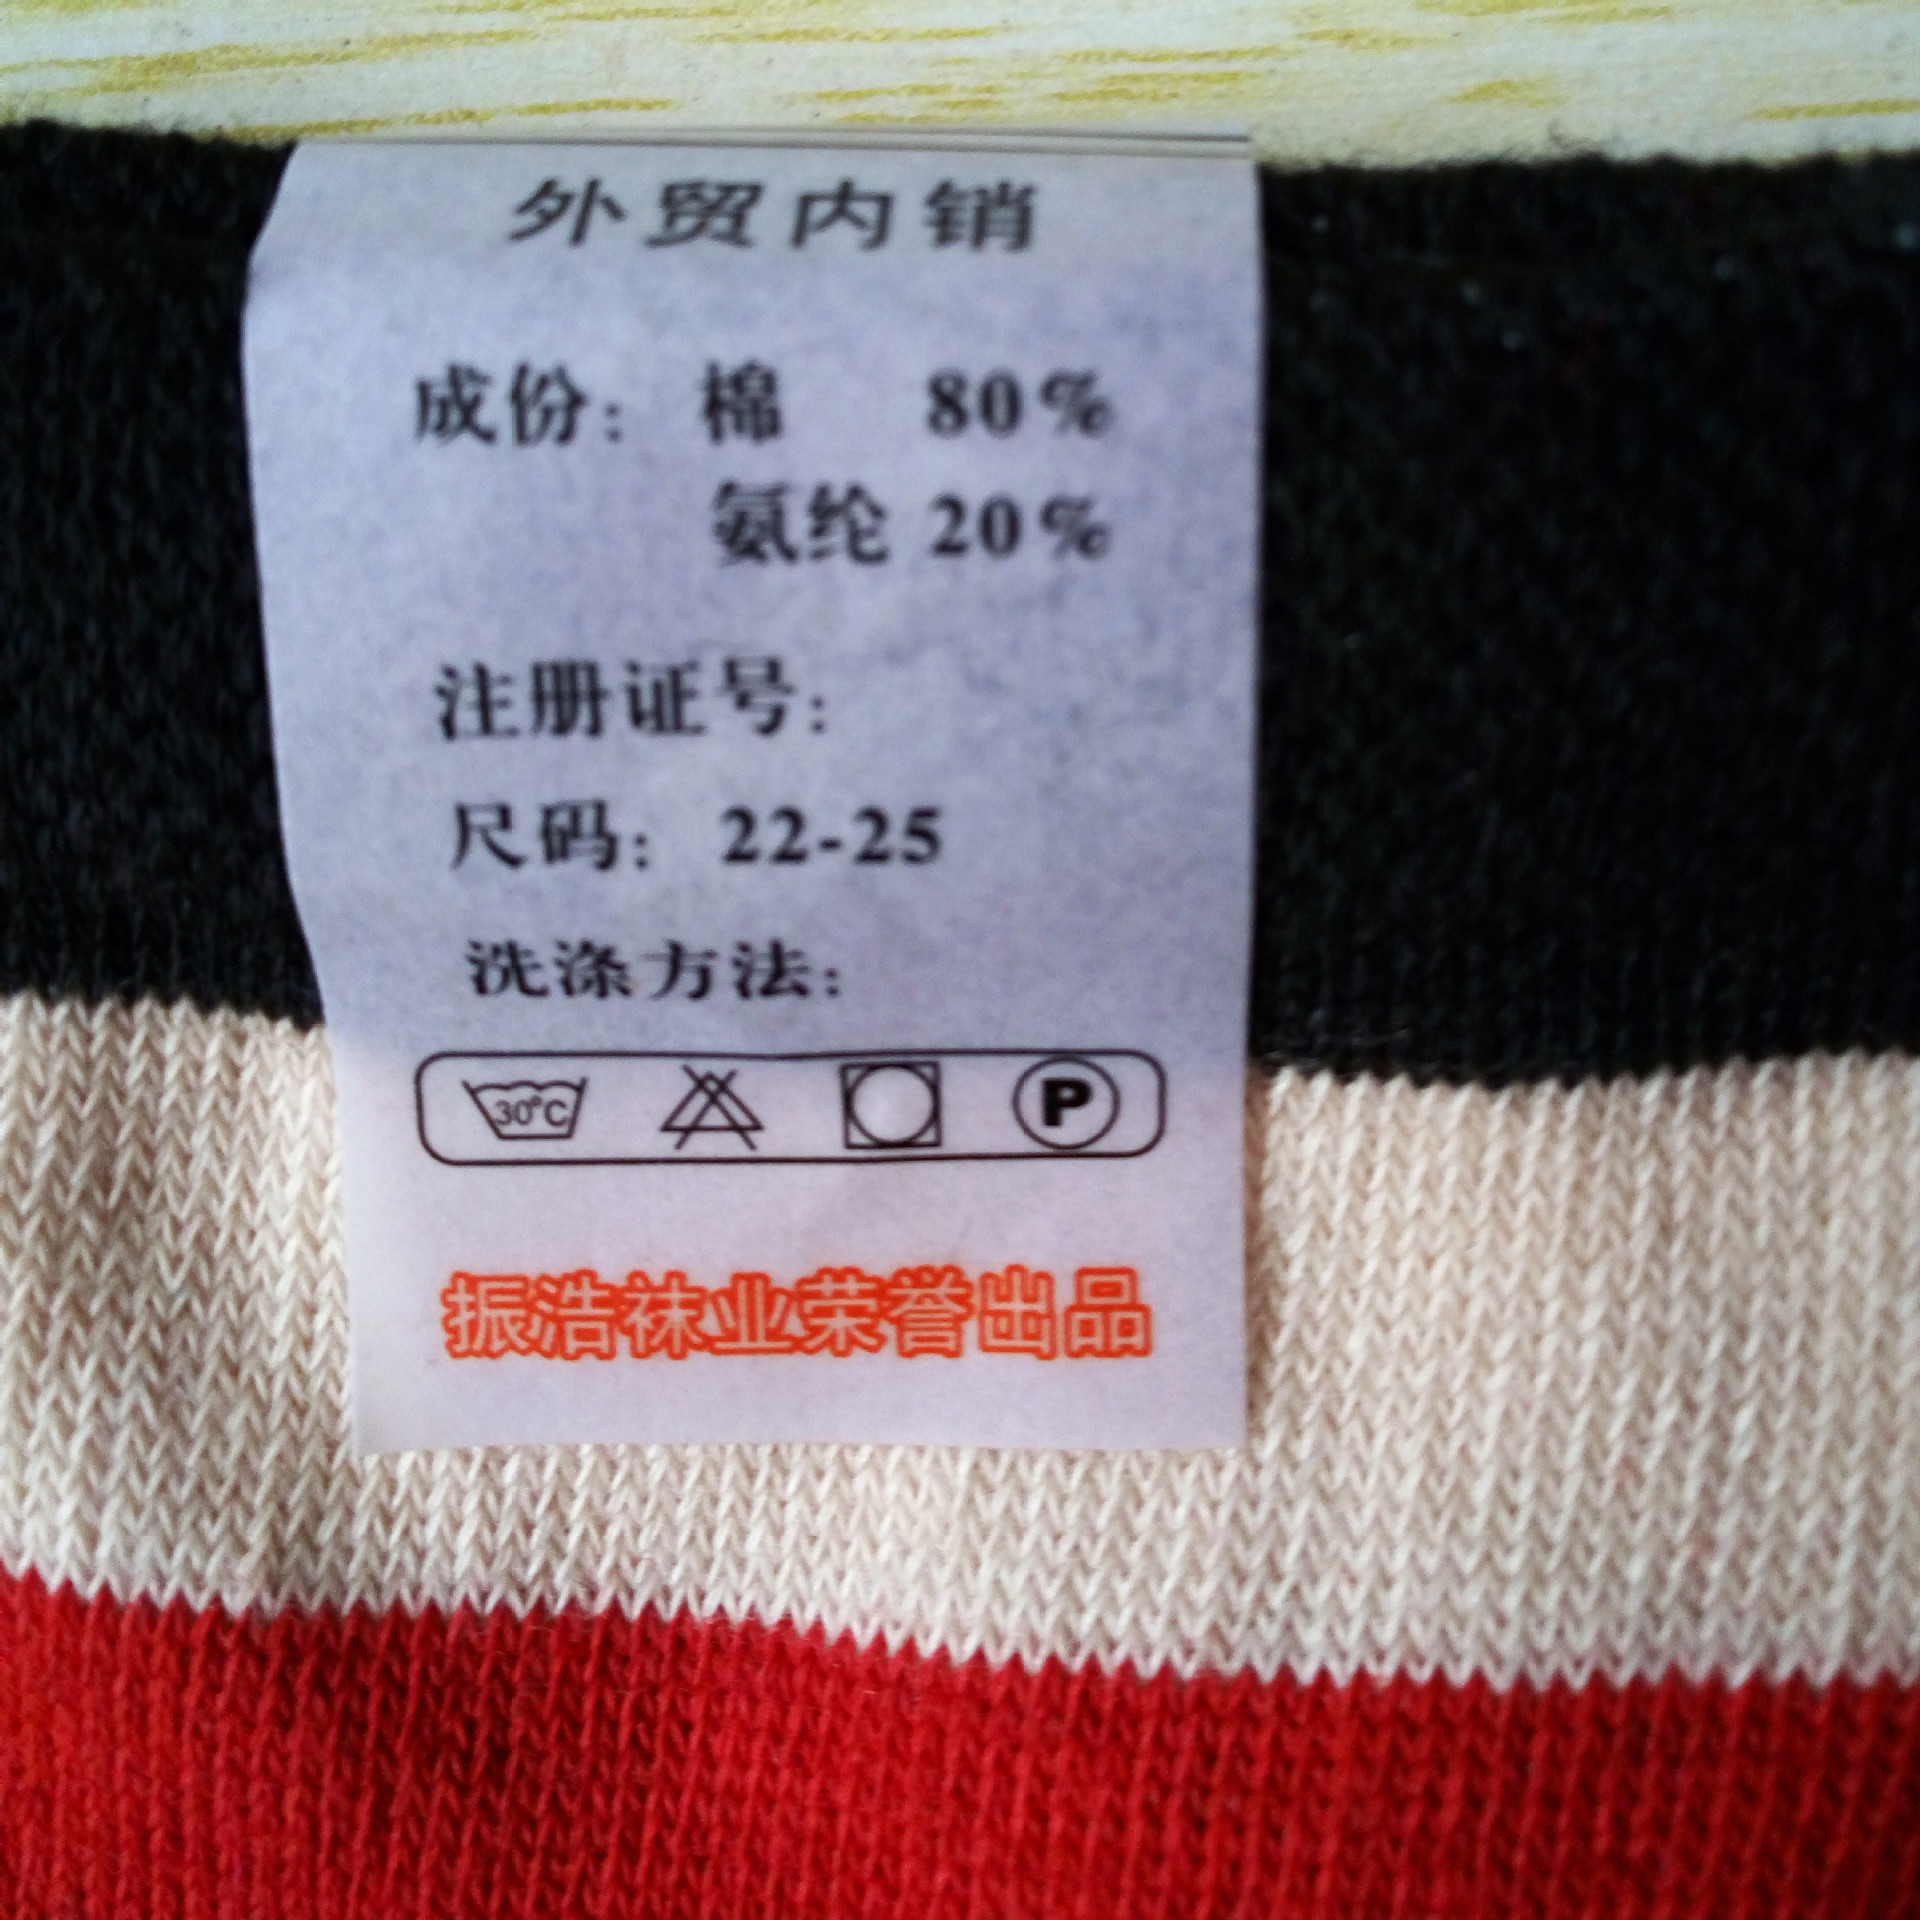 外贸内销
成份: 棉 80%
氨纶 20%
注册证号:
尺码: 22-25
洗涤方法:
30°C P
振浩袜业荣誉出品